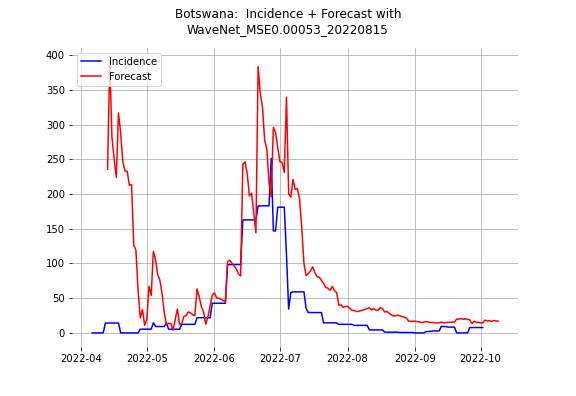 Botswana:  Incidence + Forecast with
WaveNet_MSE0.00053_20220815
Incidence
Forecast
400
350
300
250
200
150
100
50
0
2022-04 2022-05 2022-06 2022-07 2022-08 2022-09 2022-10